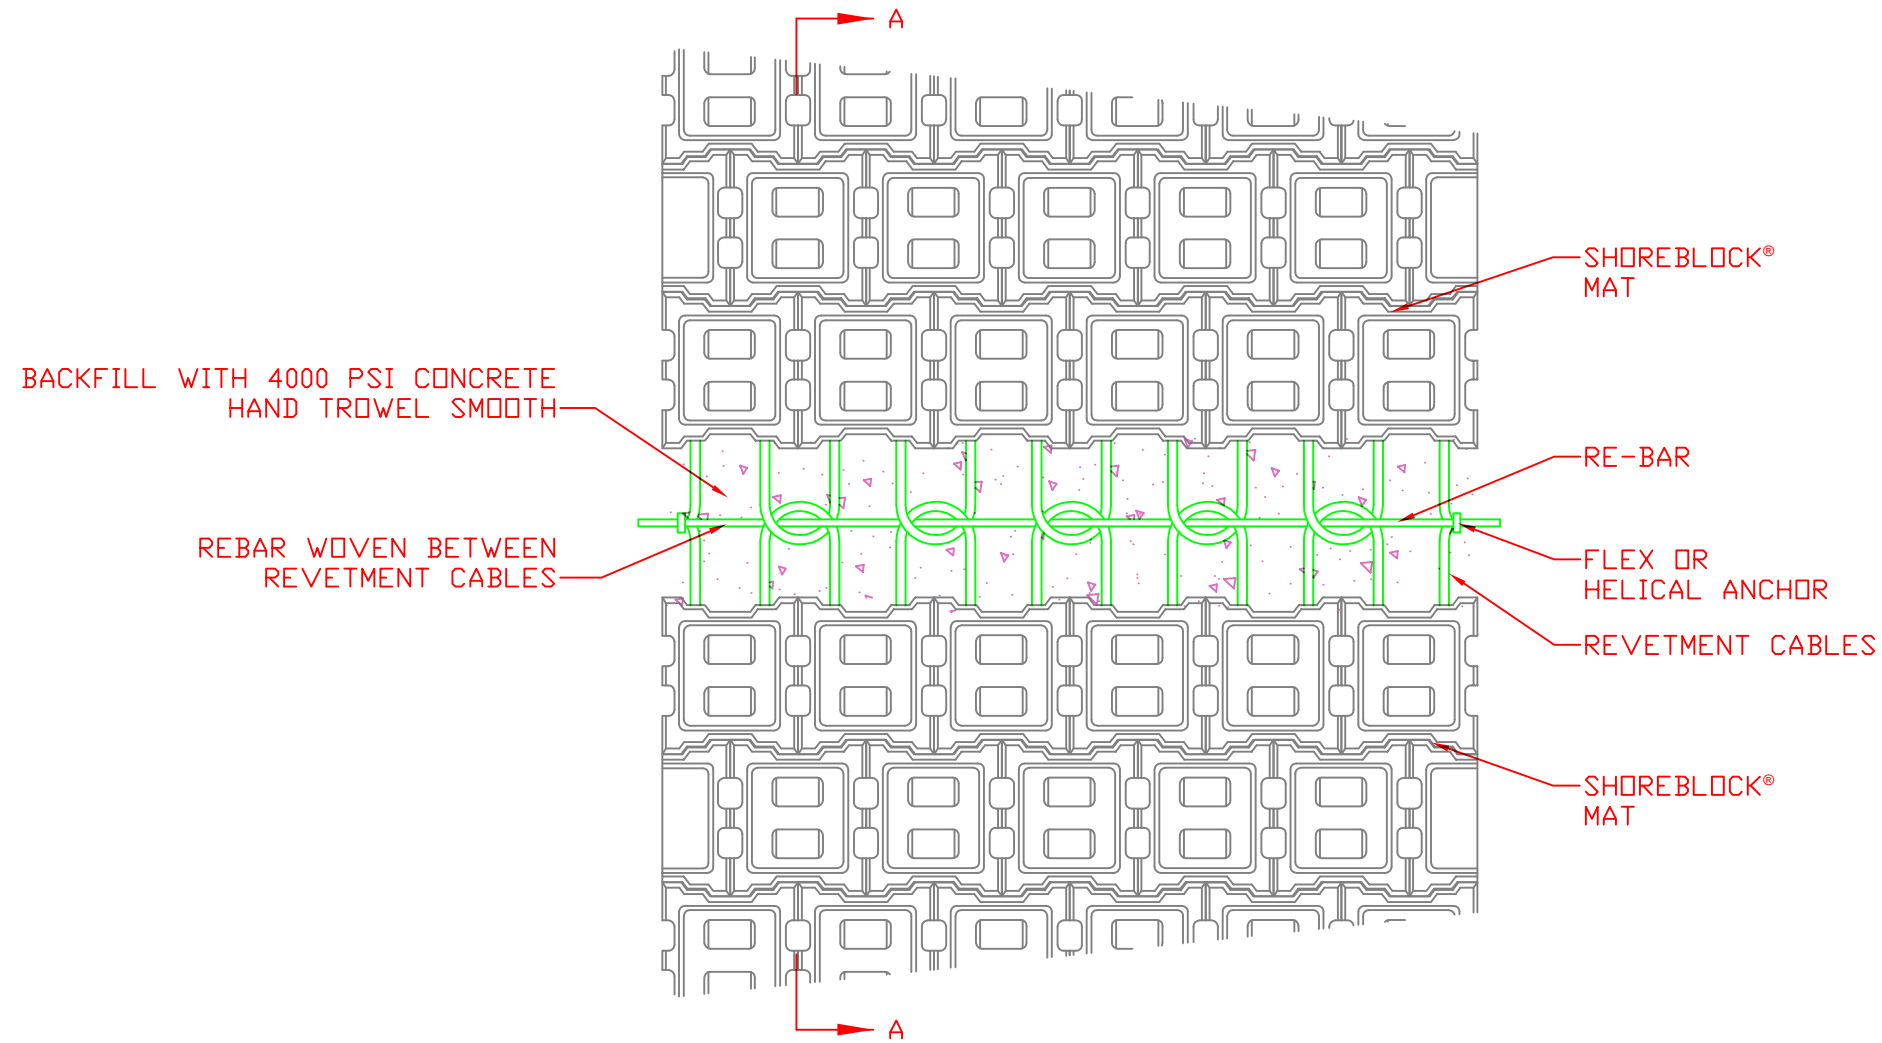 A
SHOREBLOCK®
MAT
BACKFILL WITH 4000 PSI CONCRETE
HAND TROWEL SMOOTH
RE-BAR
REBAR WOVEN BETWEEN
REVETMENT CABLES
FLEX OR
HELICAL ANCHOR
REVETMENT CABLES
SHOREBLOCK®
MAT
A